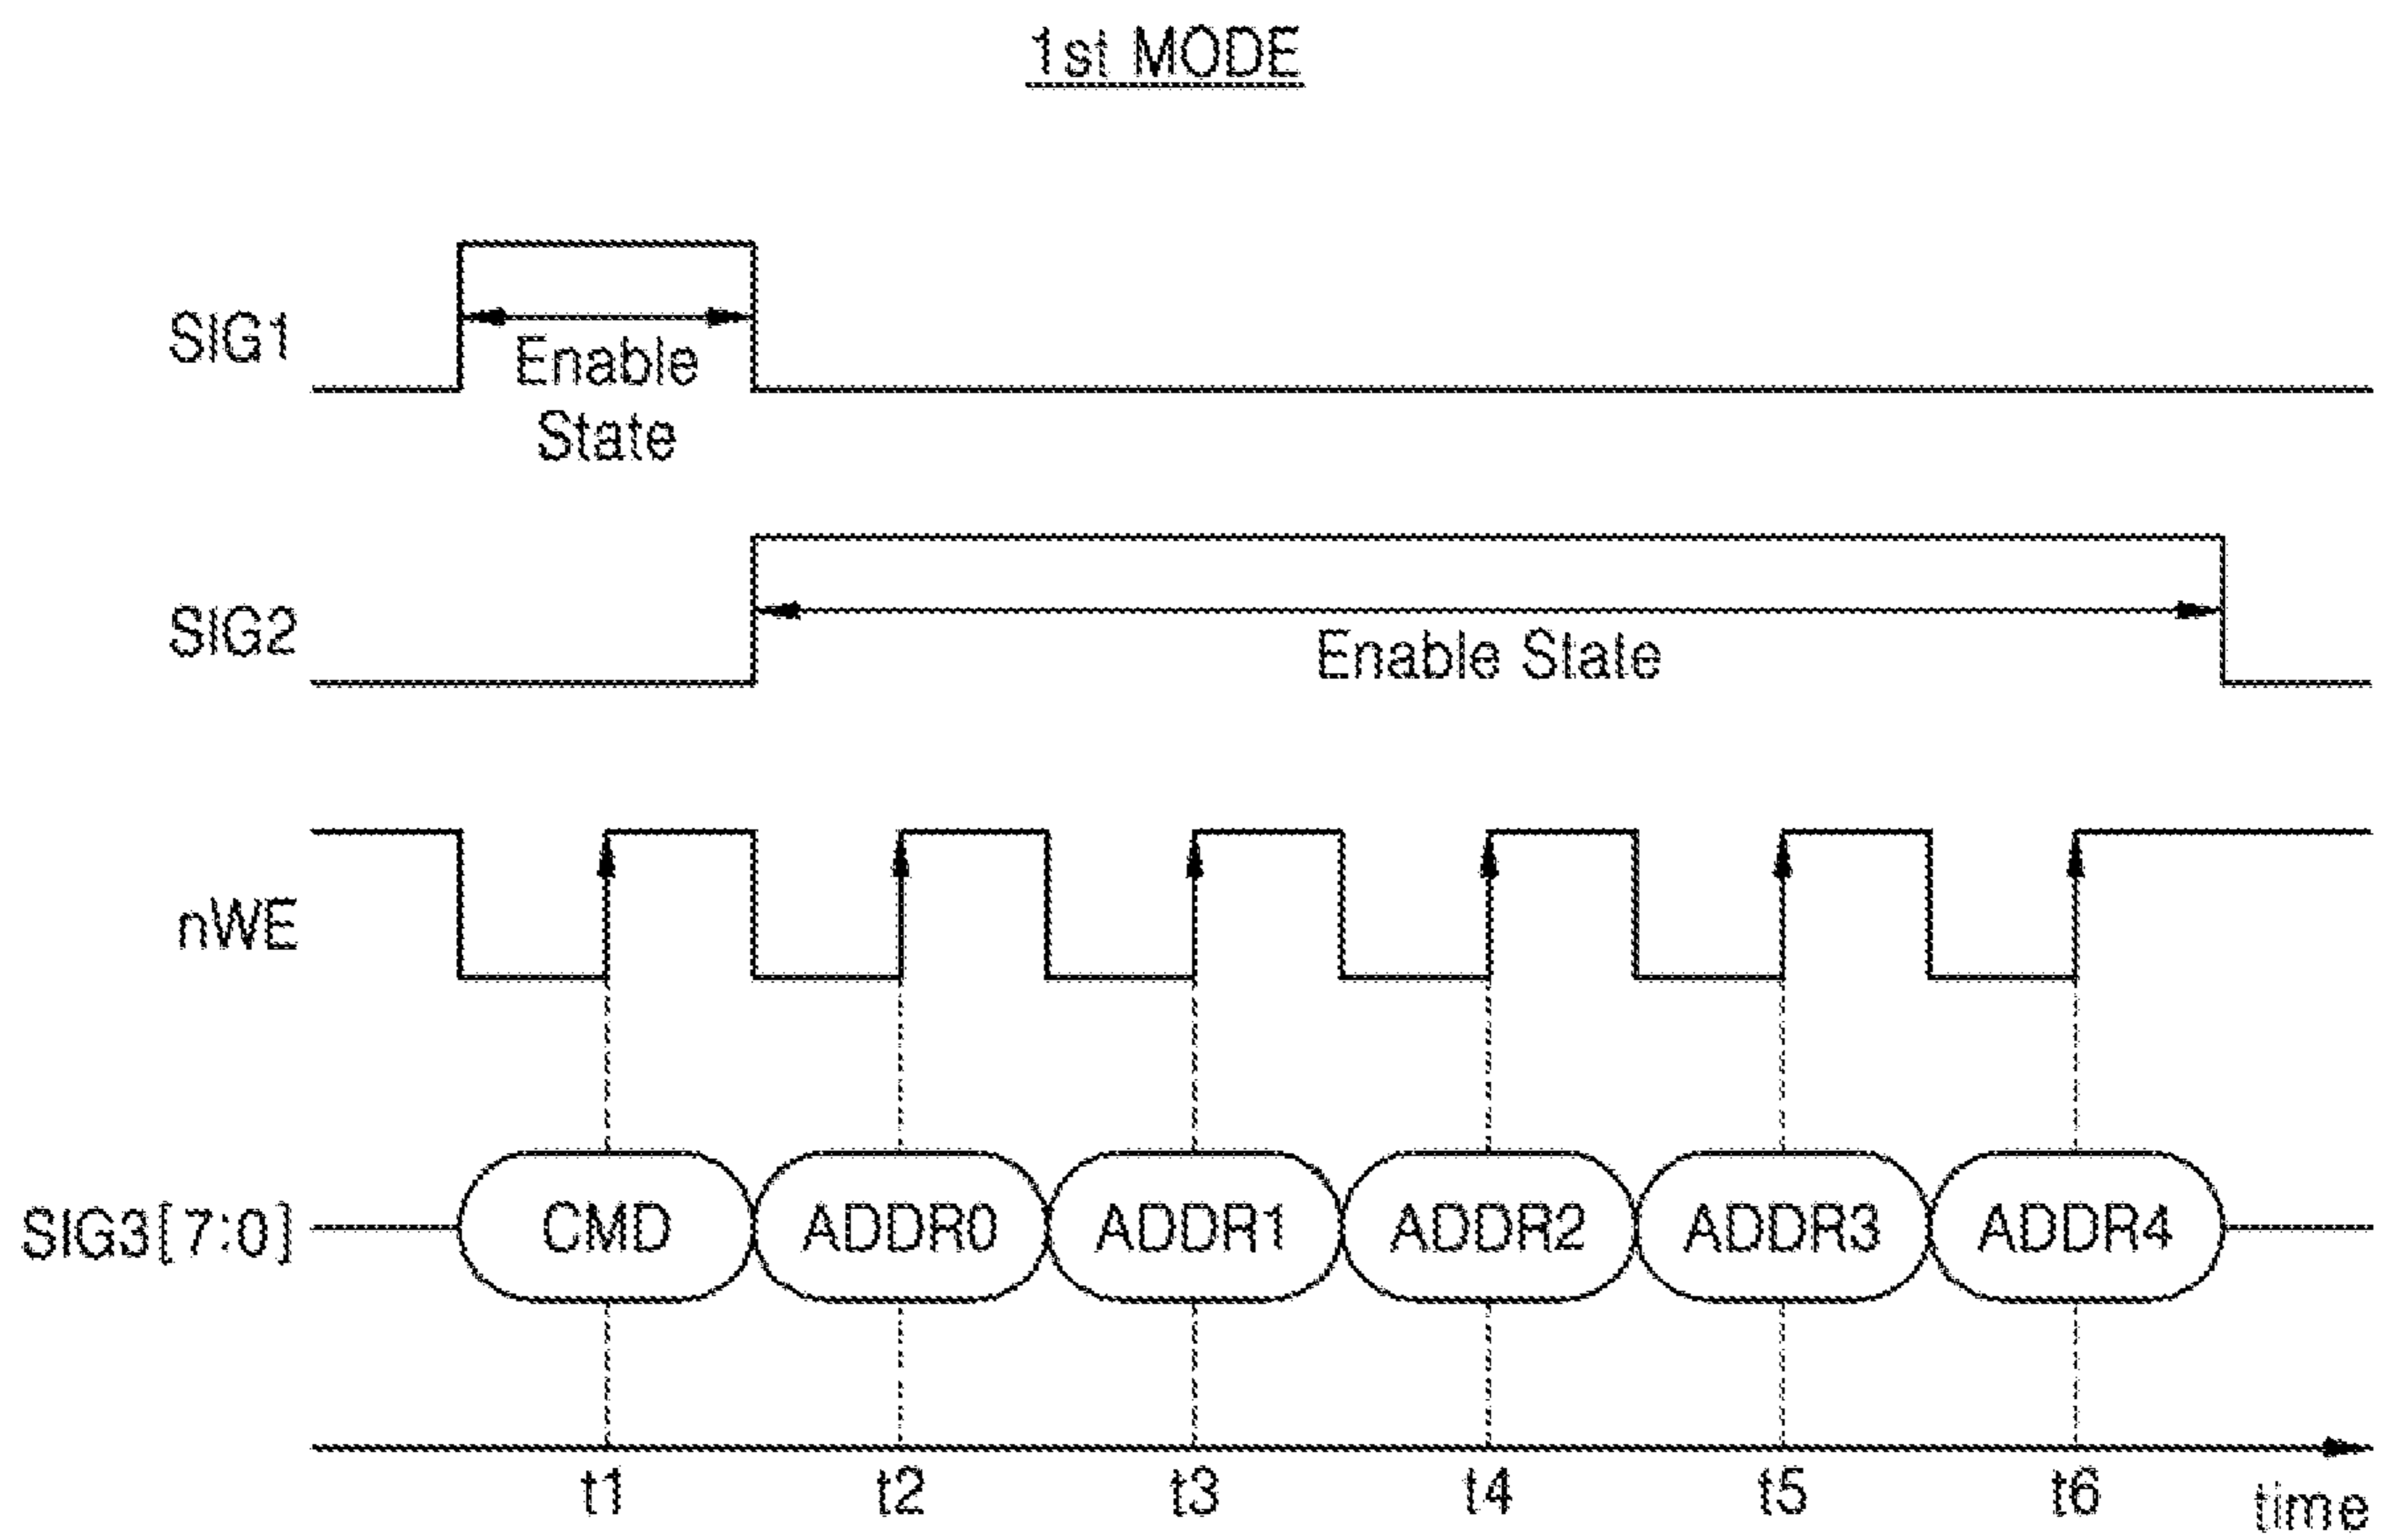 1st MODE
SIG1
Enable
State
SIG2
Enable State
nWE
SIG3[7:0]
CMD
ADDR0
ADDR1
ADDR2
ADDR3
ADDR4
t1
t2
t3
t4
t5
t6
time